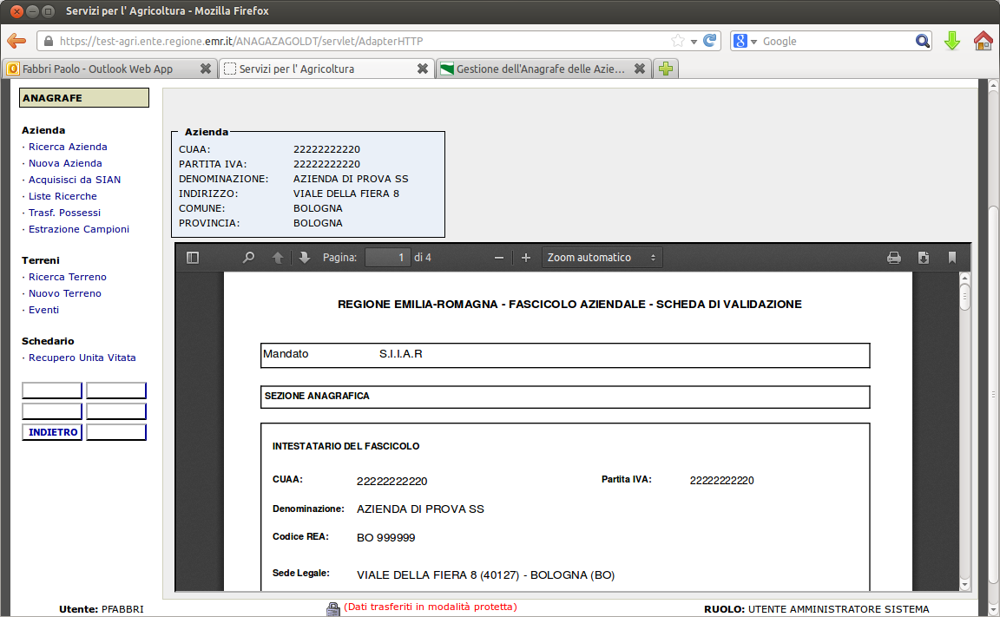 Servizi per l' Agricoltura - Mozilla Firefox
https://test-agri.ente.regione.emr.it/ANAGAZAGOLDT/servlet/AdapterHTTP
8 Google
Fabbri Paolo - Outlook Web App
Servizi per l' Agricoltura
Gestione dell'Anagrafe delle Azie...
ANAGRAFE
Azienda
· Ricerca Azienda
· Nuova Azienda
· Acquisisci da SIAN
· Liste Ricerche
· Trasf. Possessi
· Estrazione Campioni
Terreni
· Ricerca Terreno
· Nuovo Terreno
· Eventi
Schedario
· Recupero Unita Vitata
INDIETRO
Azienda
CUAA: 22222222220
PARTITA IVA: 22222222220
DENOMINAZIONE: AZIENDA DI PROVA SS
INDIRIZZO: VIALE DELLA FIERA 8
COMUNE: BOLOGNA
PROVINCIA: BOLOGNA
Pagina: 1 di 4 Zoom automatico
REGIONE EMILIA-ROMAGNA - FASCICOLO AZIENDALE - SCHEDA DI VALIDAZIONE
Mandato S.I.I.A.R
SEZIONE ANAGRAFICA
INTESTATARIO DEL FASCICOLO
CUAA: 22222222220 Partita IVA: 22222222220
Denominazione: AZIENDA DI PROVA SS
Codice REA: BO 999999
Sede Legale: VIALE DELLA FIERA 8 (40127) - BOLOGNA (BO)
Utente: PFABBRI
(Dati trasferiti in modalità protetta)
RUOLO: UTENTE AMMINISTRATORE SISTEMA